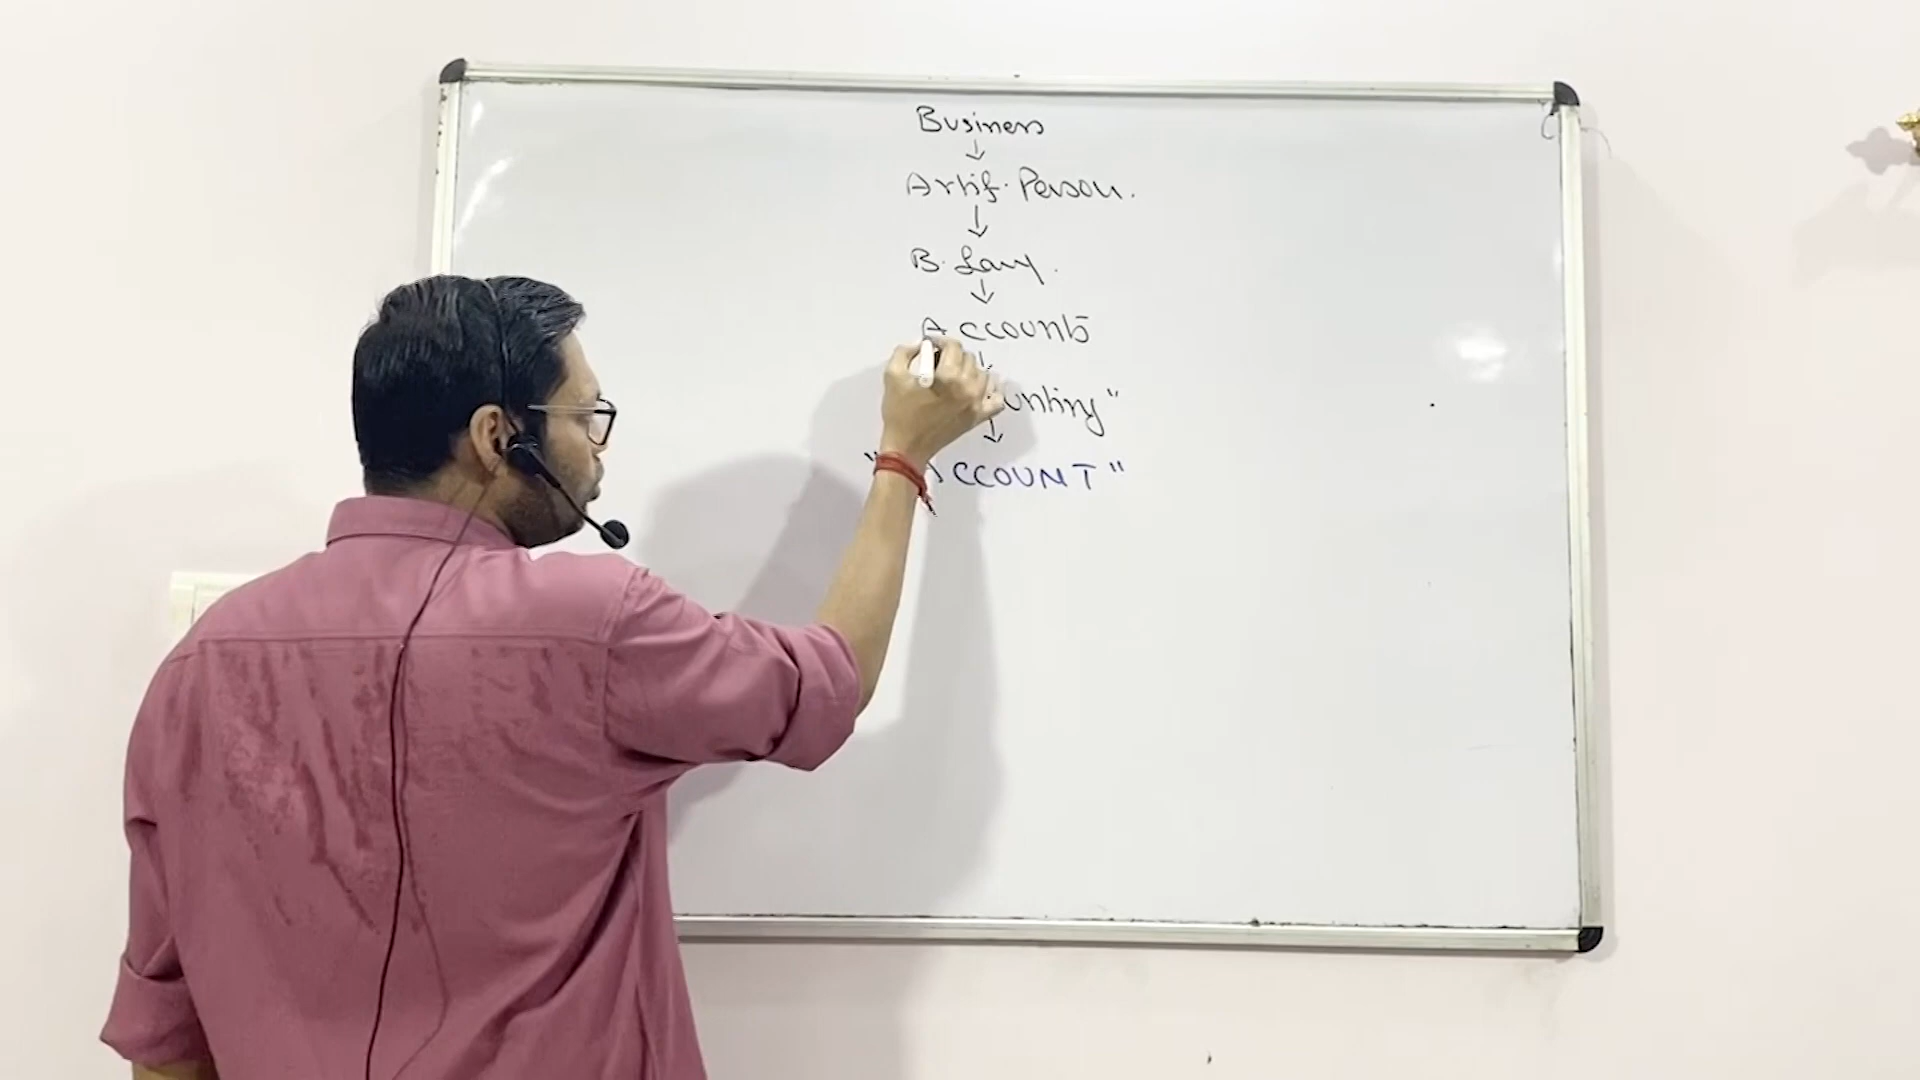 Business
Artif. Person.
B. Lang.
Accounts
unting"
"ACCOUNT"